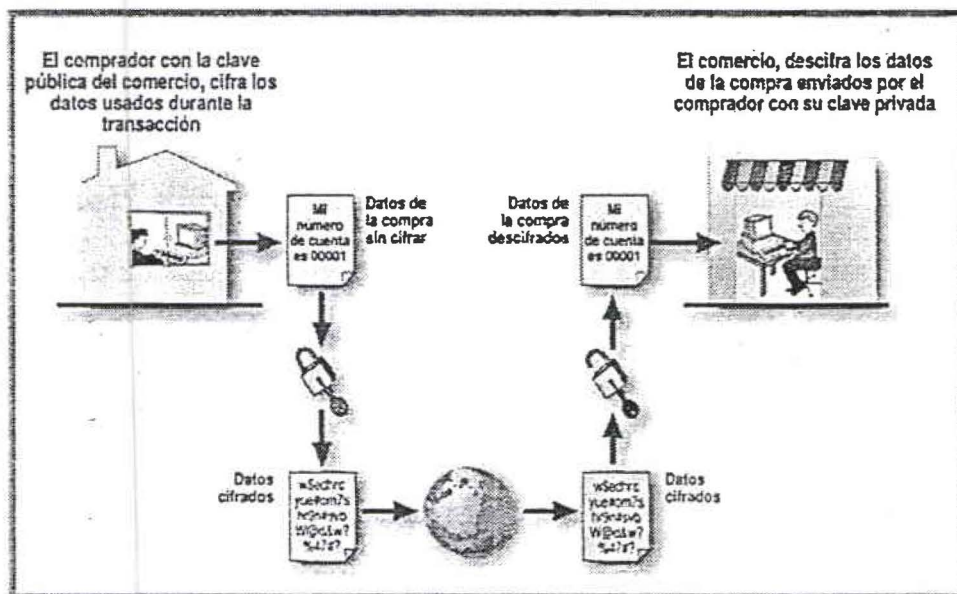 El comprador con la clave
pública del comercio, cifra los
datos usados durante la
transacción
El comercio, descifra los datos
de la compra enviados por el
comprador con su clave privada
Mi
número
de cuenta
es 00001
Datos de
la compra
sin cifrar
Datos de
la compra
descifrados
Mi
número
de cuenta
es 00001
Datos
cifrados
Datos
cifrados